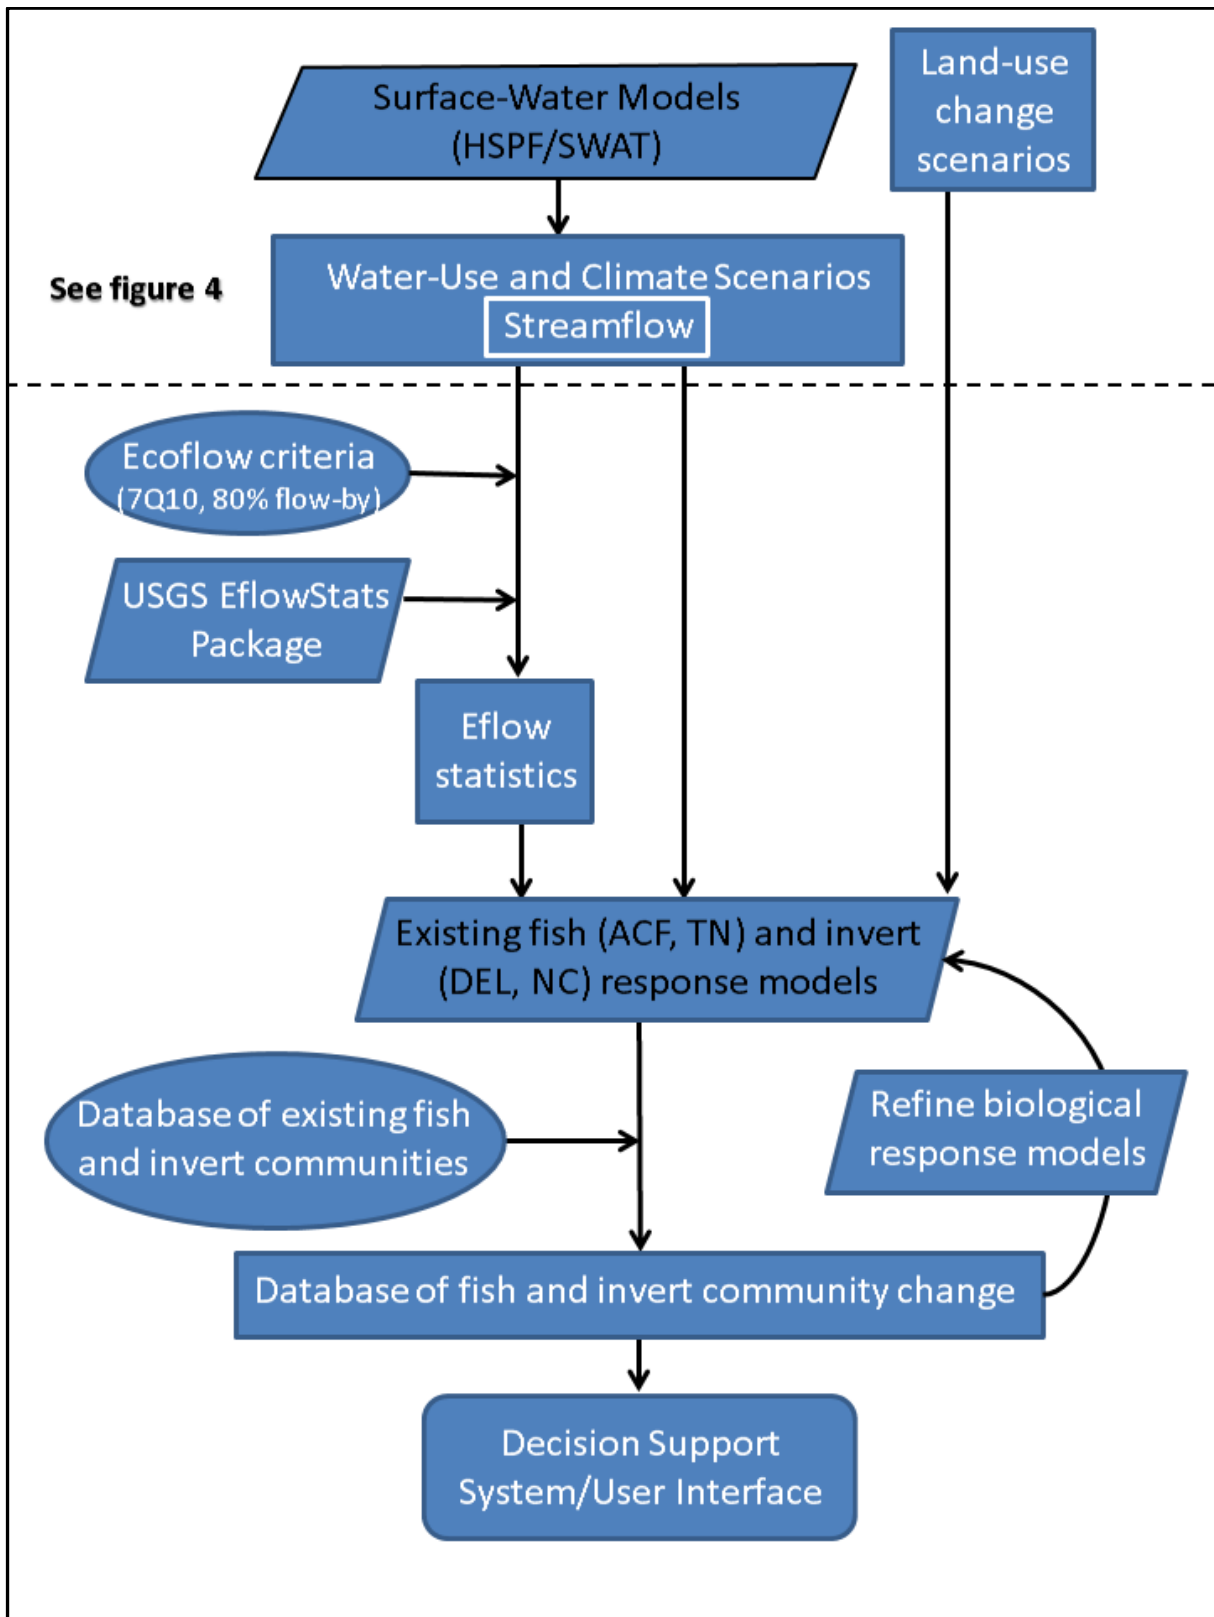 Surface-Water Models
(HSPF/SWAT)
Land-use
change
scenarios
See figure 4
Water-Use and Climate Scenarios
Streamflow
Ecoflow criteria
(7Q10, 80% flow-by)
USGS EflowStats
Package
Eflow
statistics
Existing fish (ACF, TN) and invert
(DEL, NC) response models
Database of existing fish
and invert communities
Refine biological
response models
Database of fish and invert community change
Decision Support
System/User Interface